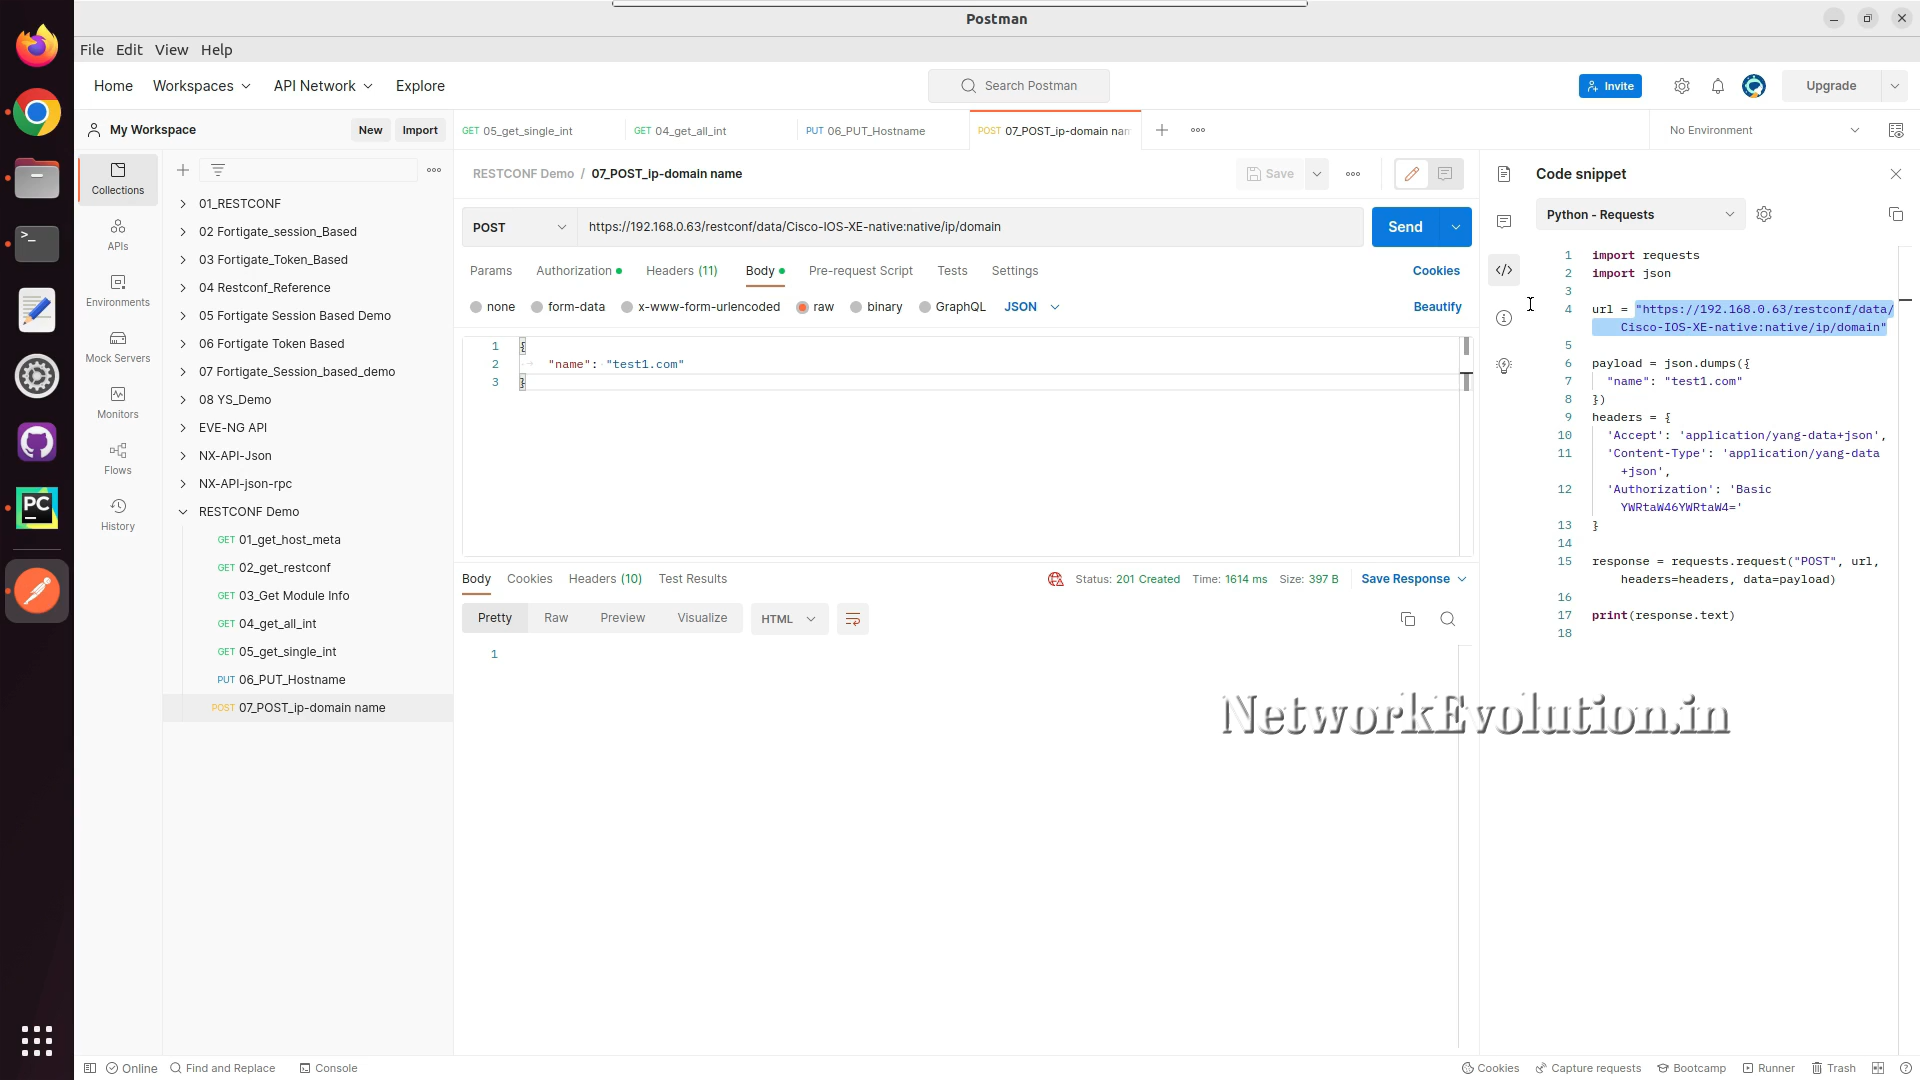 Postman
File Edit View Help
Home Workspaces API Network Explore Search Postman Invite Upgrade
My Workspace New Import GET 05_get_single_int GET 04_get_all_int PUT 06_PUT_Hostname POST 07_POST_ip-domain nam No Environment
Collections
APIs
Environments
Mock Servers
Monitors
Flows
History
01_RESTCONF
02 Fortigate_session_Based
03 Fortigate_Token_Based
04 Restconf_Reference
05 Fortigate Session Based Demo
06 Fortigate Token Based
07 Fortigate_Session_based_demo
08 YS_Demo
EVE-NG API
NX-API-Json
NX-API-json-rpc
RESTCONF Demo
GET 01_get_host_meta
GET 02_get_restconf
GET 03_Get Module Info
GET 04_get_all_int
GET 05_get_single_int
PUT 06_PUT_Hostname
POST 07_POST_ip-domain name
RESTCONF Demo / 07_POST_ip-domain name Save
POST https://192.168.0.63/restconf/data/Cisco-IOS-XE-native:native/ip/domain Send
Params Authorization Headers (11) Body Pre-request Script Tests Settings Cookies
none form-data x-www-form-urlencoded raw binary GraphQL JSON Beautify
1 {
2 "name": "test1.com"
3 }
Body Cookies Headers (10) Test Results Status: 201 Created Time: 1614 ms Size: 397 B Save Response
Pretty Raw Preview Visualize HTML
1
Code snippet
Python - Requests
1 import requests
2 import json
3
4 url = "https://192.168.0.63/restconf/data/
Cisco-IOS-XE-native:native/ip/domain"
5
6 payload = json.dumps({
7 "name": "test1.com"
8 })
9 headers = {
10 'Accept': 'application/yang-data+json',
11 'Content-Type': 'application/yang-data
+json',
12 'Authorization': 'Basic
YWRtaW46YWRtaW4='
13 }
14
15 response = requests.request("POST", url,
headers=headers, data=payload)
16
17 print(response.text)
18
NetworkEvolution.in
Online Find and Replace Console Cookies Capture requests Bootcamp Runner Trash